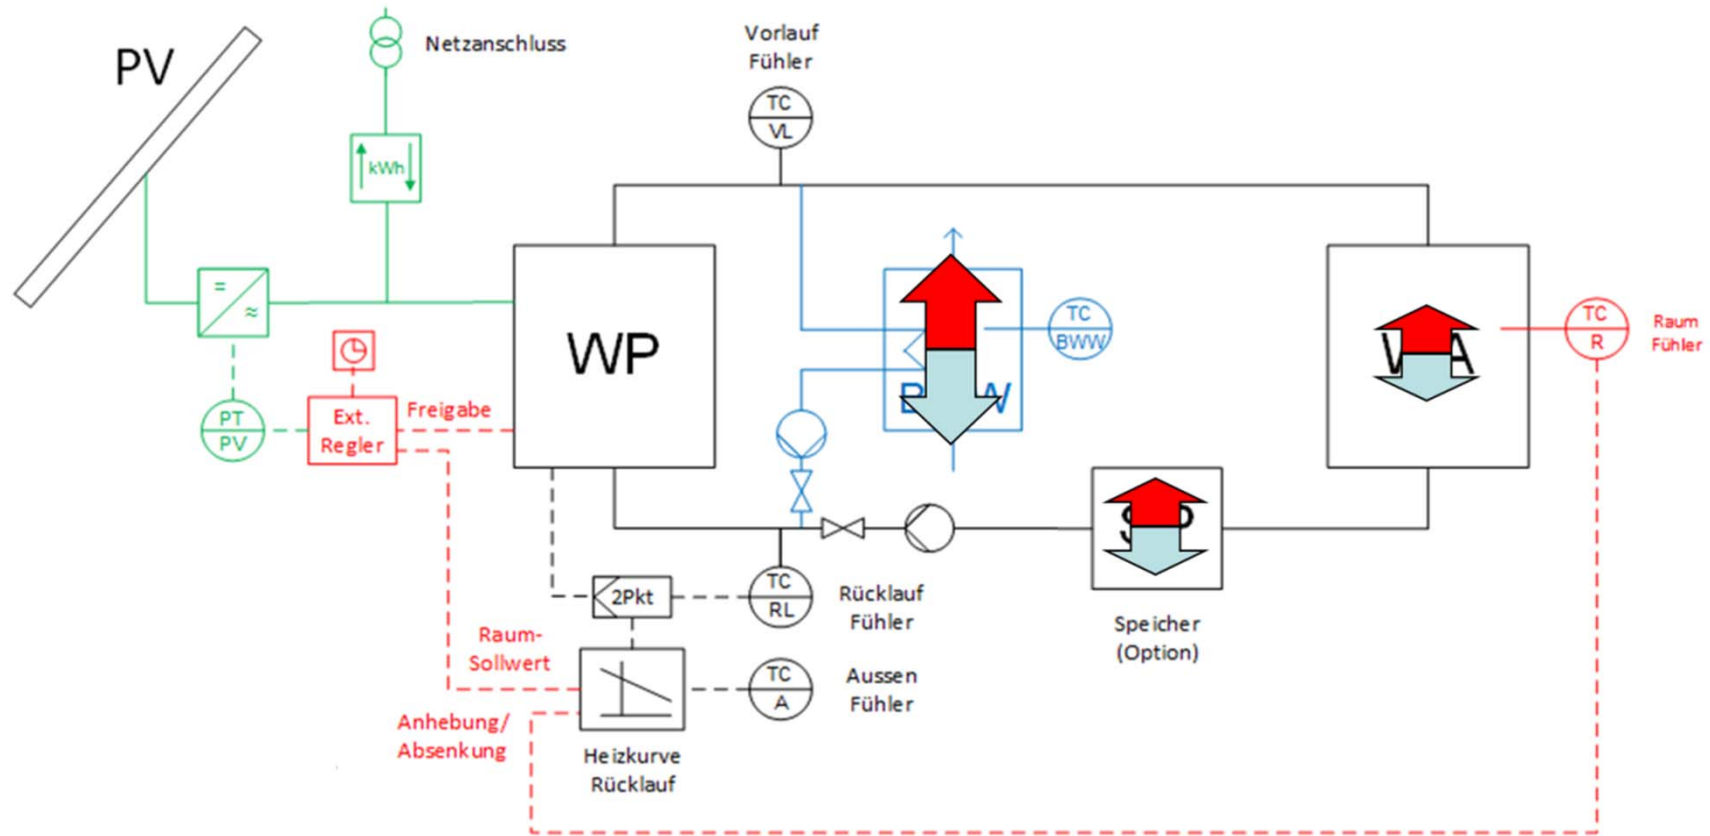 PV
Netzanschluss
kWh
=
≈
Vorlauf
Fühler
TC
VL
WP
TC
BWW
TC
R
Raum
Fühler
PT
PV
Ext.
Regler
Freigabe
2Pkt
TC
RL
Rücklauf
Fühler
Speicher
(Option)
Raum-
Sollwert
TC
A
Aussen
Fühler
Anhebung/
Absenkung
Heizkurve
Rücklauf